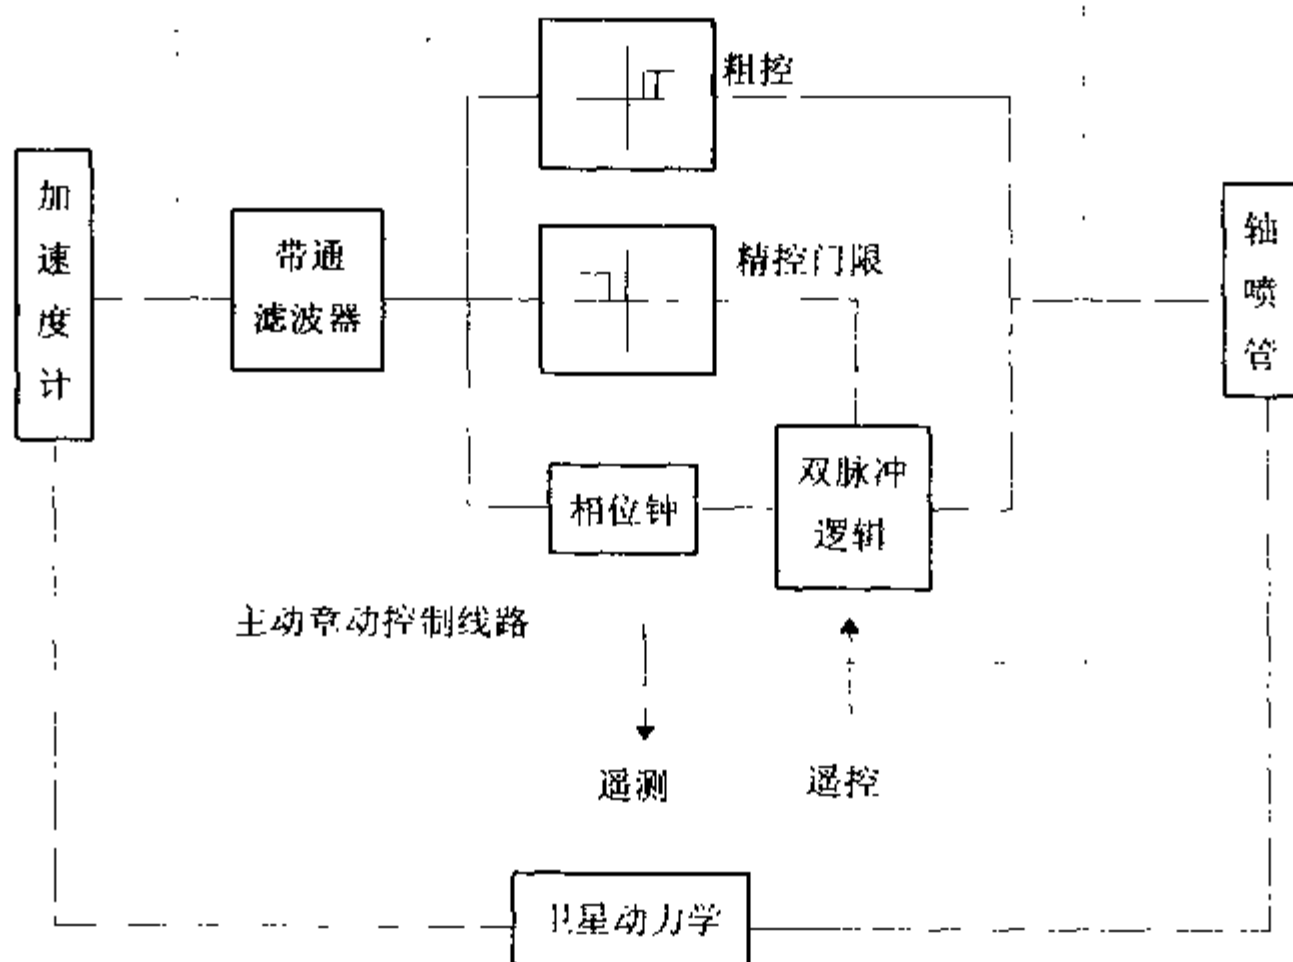 粗控
加速度计
带通
滤波器
精控门限
轴喷管
相位钟
双脉冲
逻辑
主动章动控制线路
遥测
遥控
卫星动力学